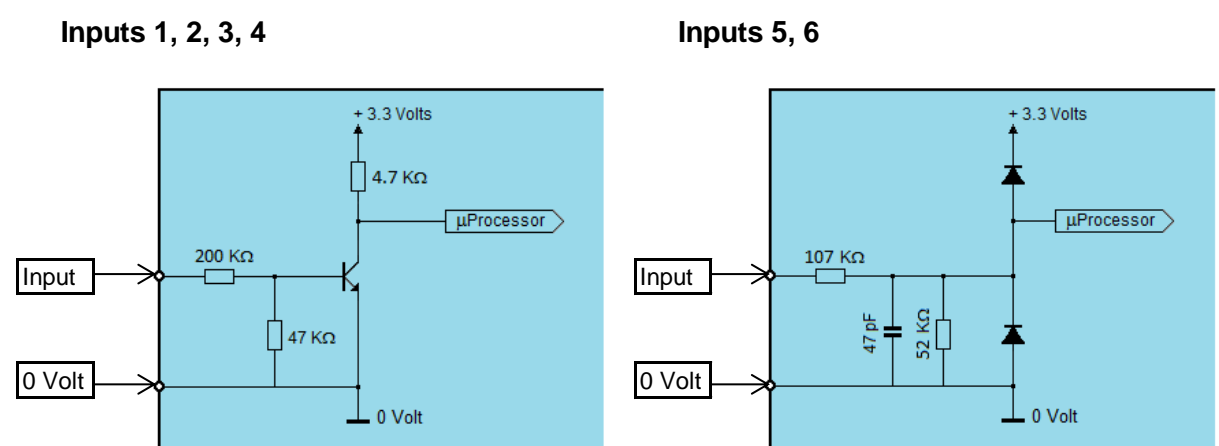 Inputs 1, 2, 3, 4
+ 3.3 Volts
4.7 KΩ
µProcessor
200 KΩ
Input
47 KΩ
0 Volt
0 Volt
Inputs 5, 6
+ 3.3 Volts
µProcessor
107 KΩ
Input
47 pF
52 KΩ
0 Volt
0 Volt